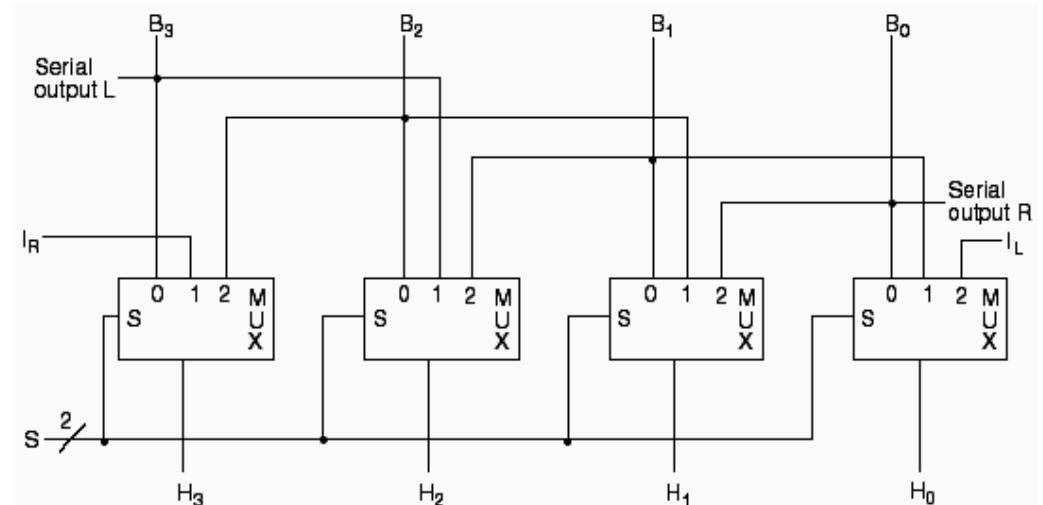 B3 B2 B1 B0
Serial
output L
Serial
output R
IR
IL
0 1 2 M
U
X
S
0 1 2 M
U
X
S
0 1 2 M
U
X
S
0 1 2 M
U
X
S
2
S
H3 H2 H1 H0